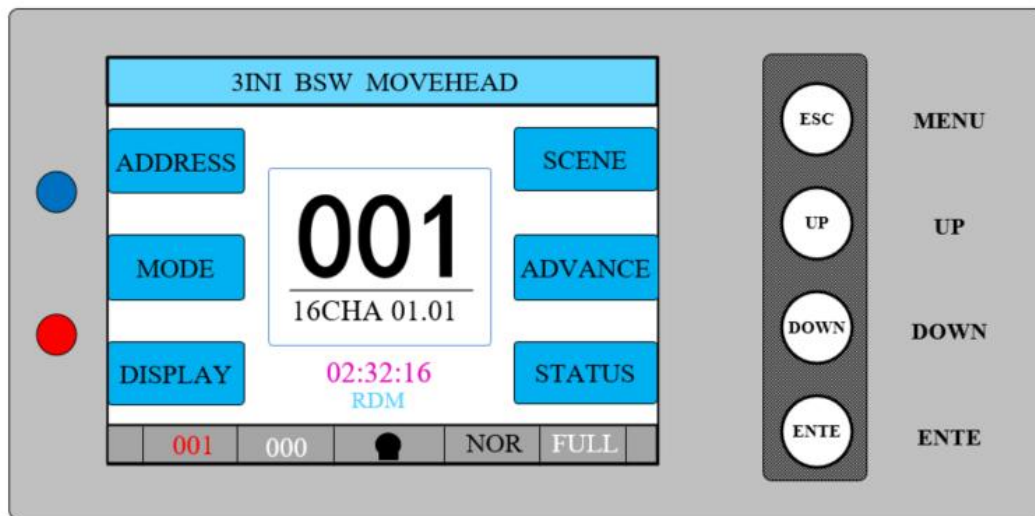 3INI BSW MOVEHEAD
ADDRESS
SCENE
001
MODE
ADVANCE
16CHA 01.01
DISPLAY
02:32:16
STATUS
RDM
001 000 NOR FULL
ESC MENU
UP UP
DOWN DOWN
ENTE ENTE